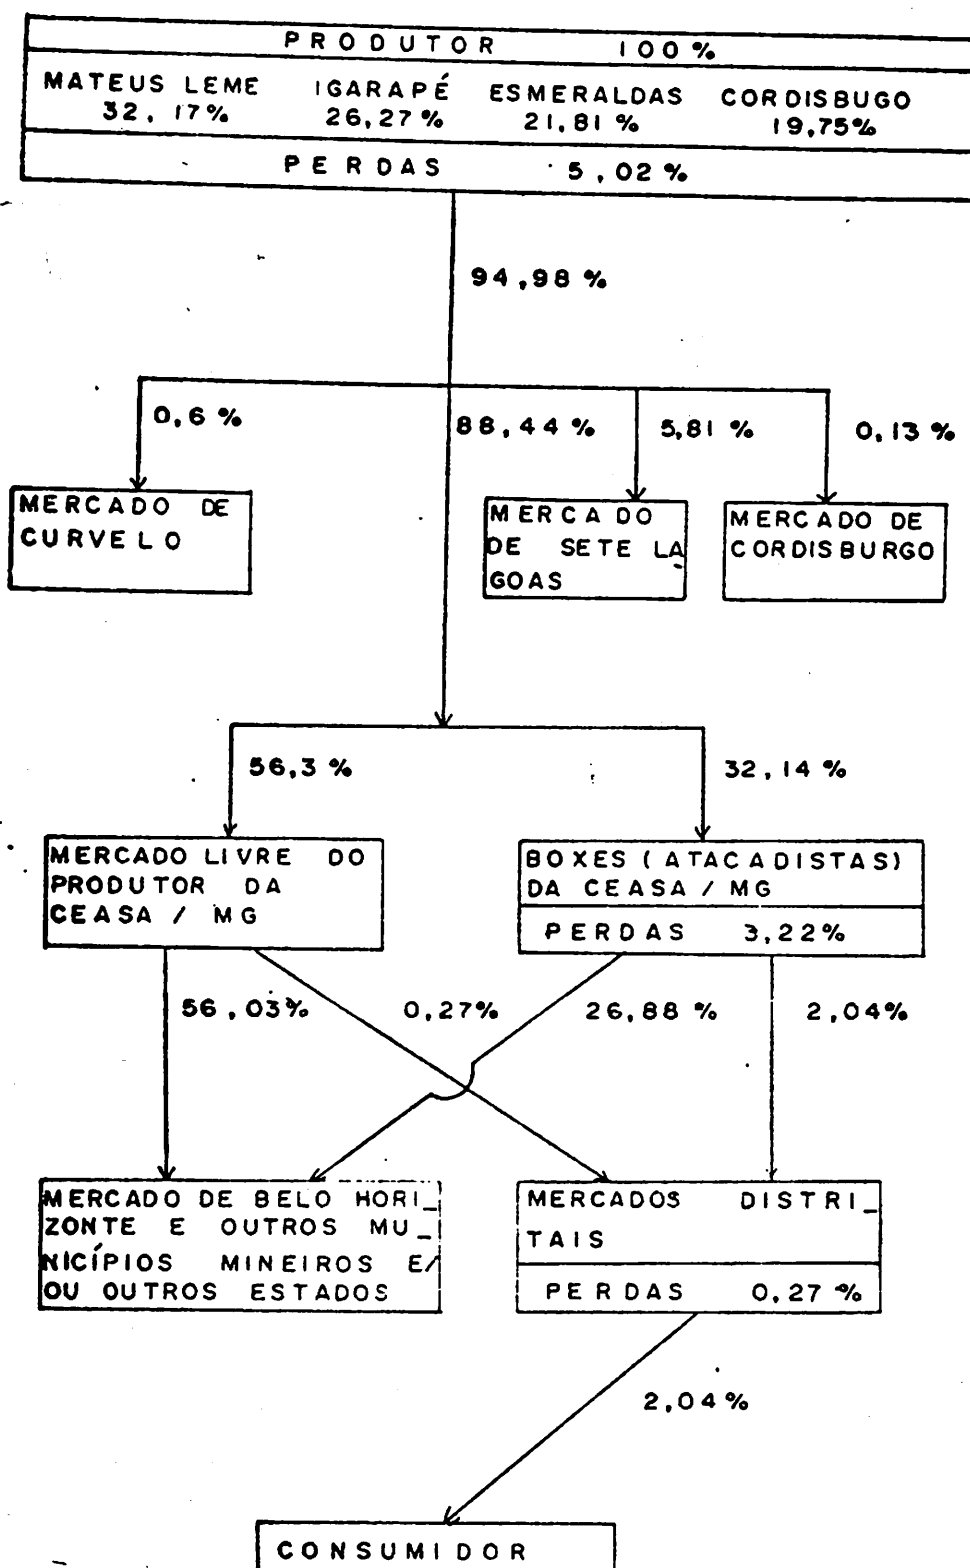 PRODUTOR 100%
MATEUS LEME IGARAPÉ ESMERALDAS CORDISBUGO
32,17% 26,27% 21,81% 19,75%
PERDAS 5,02%
94,98%
0,6% 88,44% 5,81% 0,13%
MERCADO DE
CURVELO
MERCADO
DE SETE LA
GOAS
MERCADO DE
CORDISBURGO
56,3% 32,14%
MERCADO LIVRE DO
PRODUTOR DA
CEASA / MG
BOXES (ATACADISTAS)
DA CEASA / MG
PERDAS 3,22%
56,03% 0,27% 26,88% 2,04%
MERCADO DE BELO HORI_
ZONTE E OUTROS MU_
NICÍPIOS MINEIROS E/
OU OUTROS ESTADOS
MERCADOS DISTRI_
TAIS
PERDAS 0,27%
2,04%
CONSUMIDOR